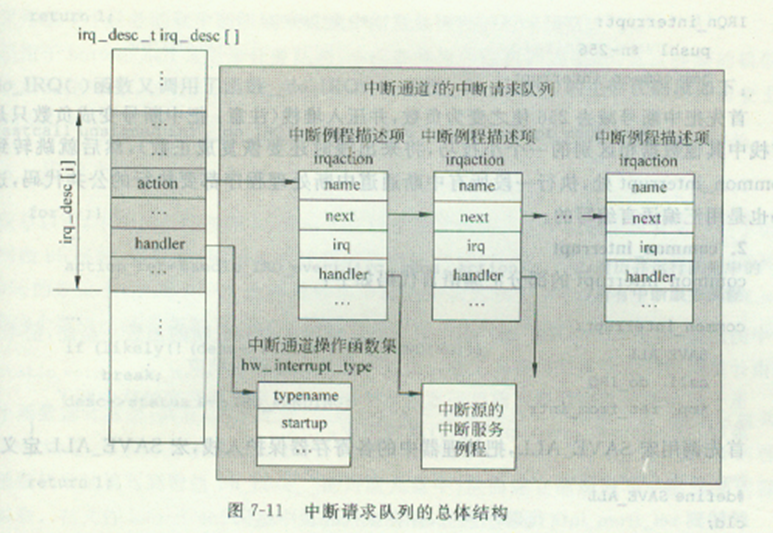 irq_desc_t irq_desc[]
中断通道i的中断请求队列
中断例程描述项 中断例程描述项 中断例程描述项
irqaction irqaction irqaction
⋮
...
action
...
handler
...
⋮
irq_desc[]
name
next
irq
handler
...
name
next
irq
handler
...
name
next
irq
handler
...
中断通道操作函数集
hw_interrupt_type
typename
startup
...
中断源的
中断服务
例程
图 7-11 中断请求队列的总体结构